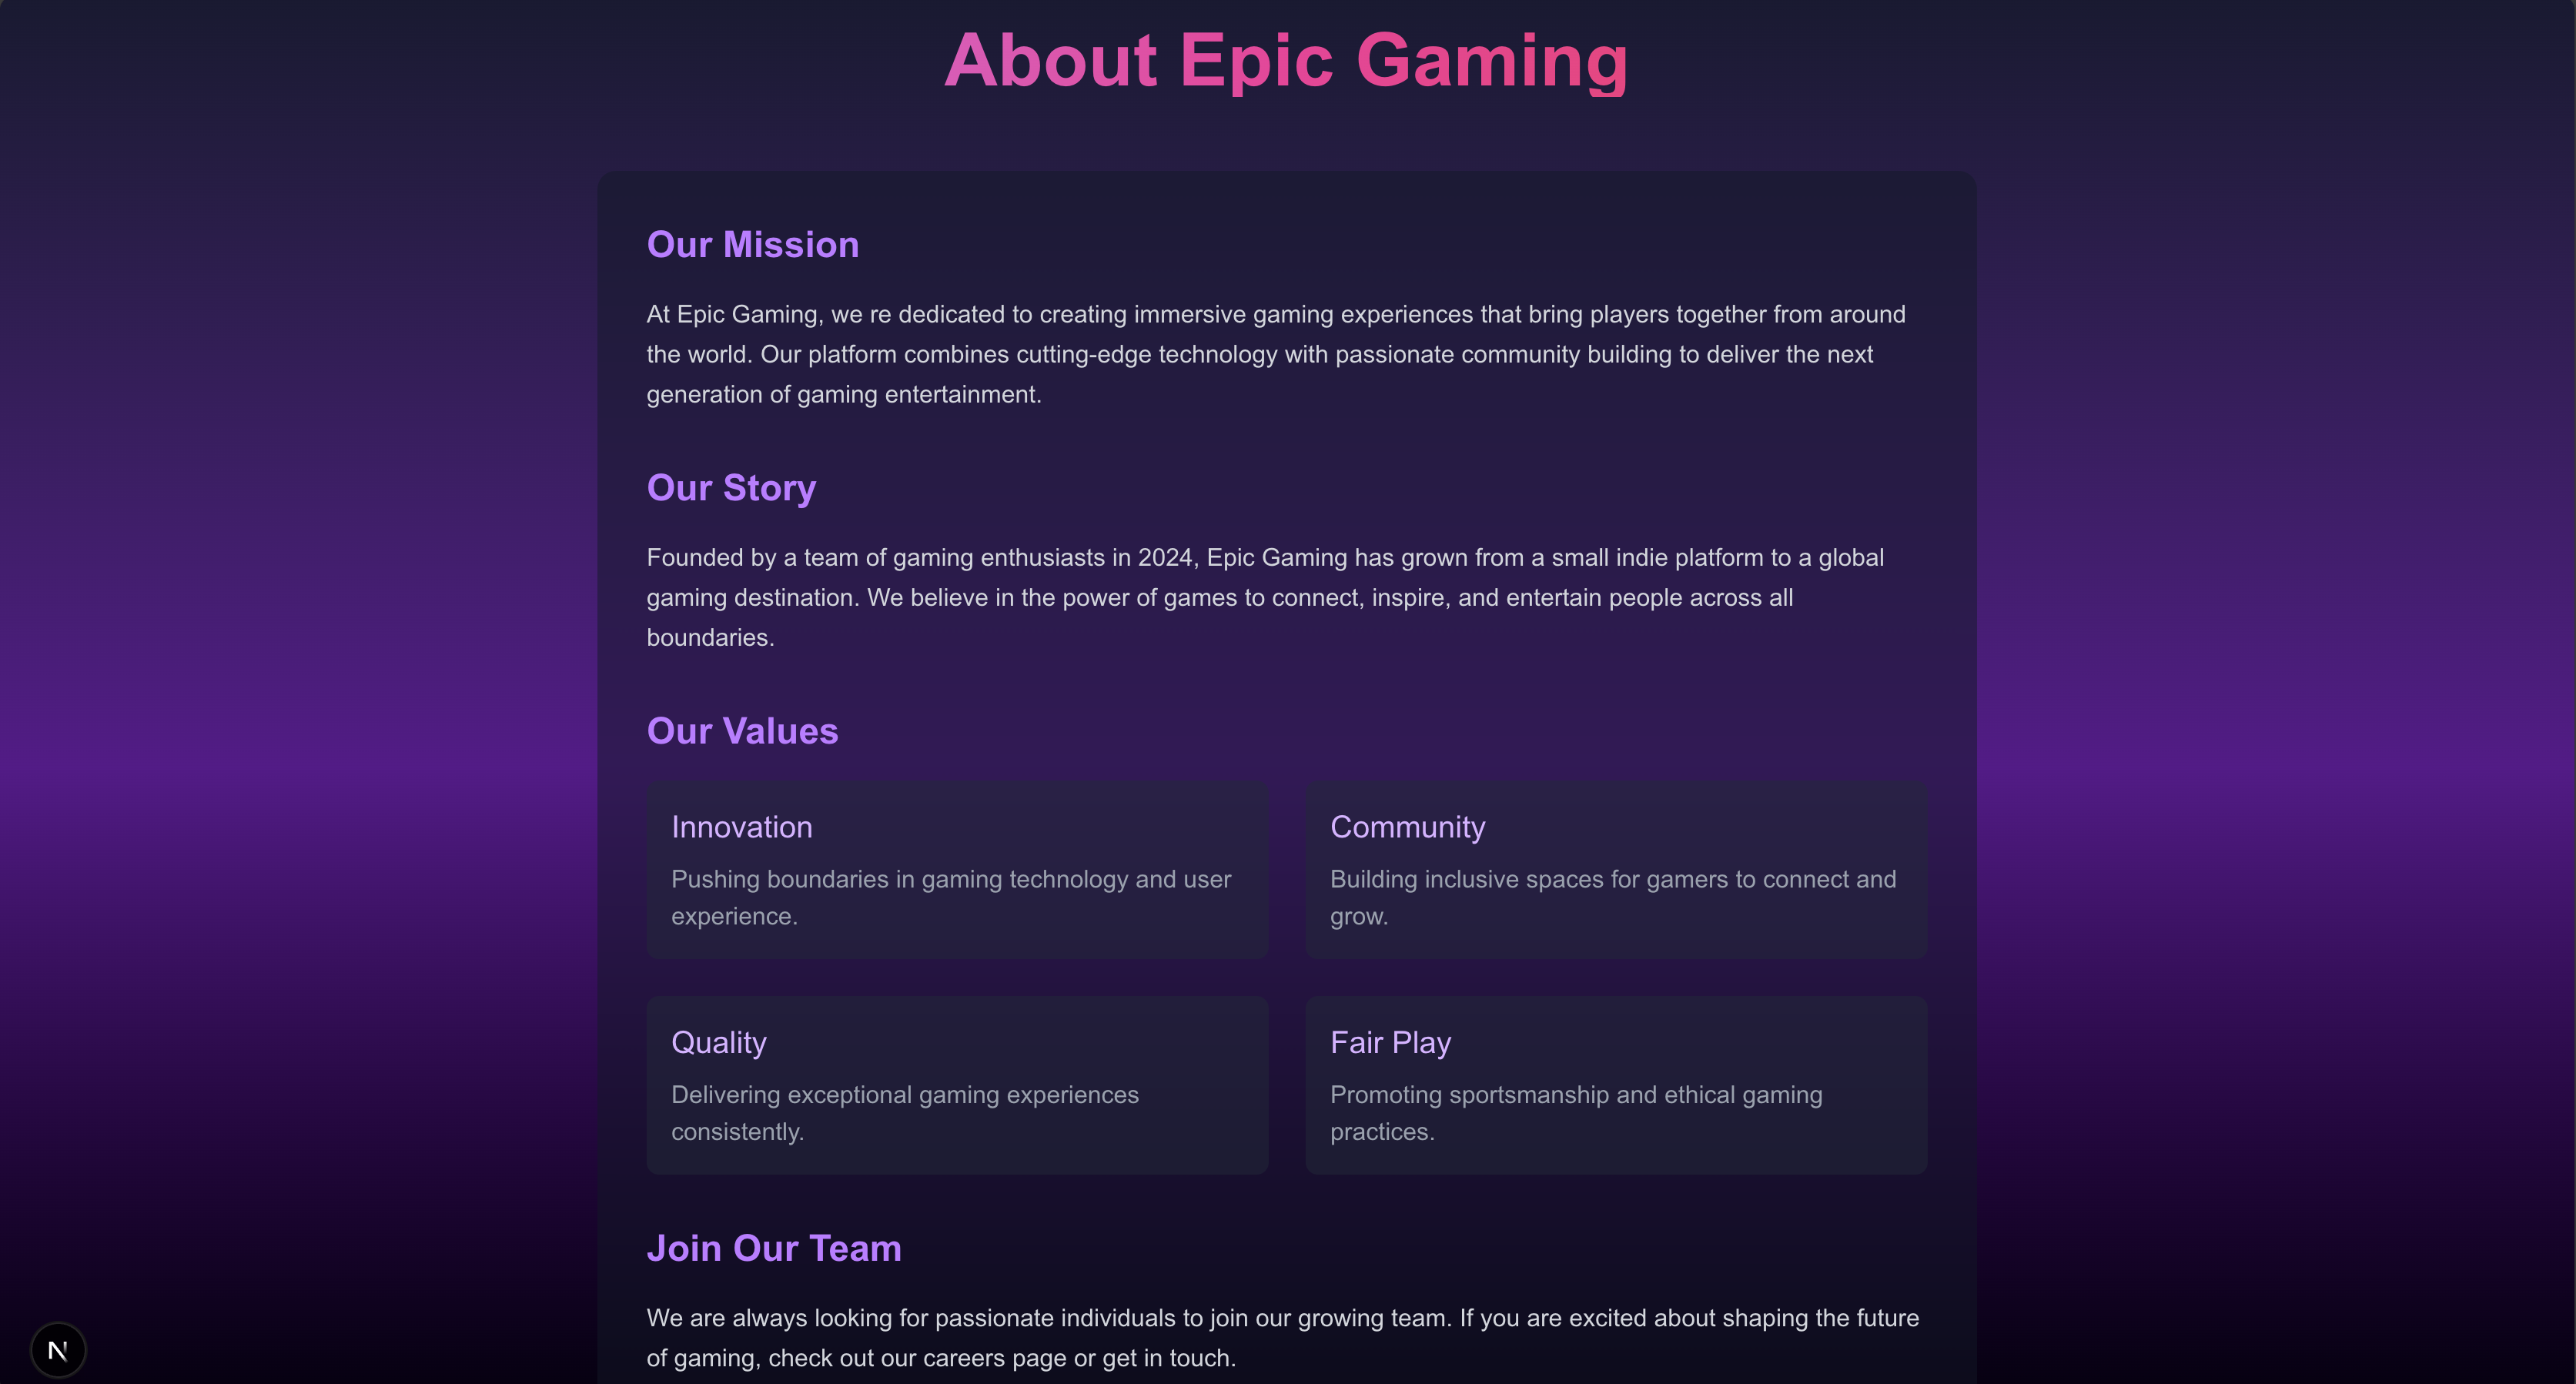 About Epic Gaming
Our Mission
At Epic Gaming, we re dedicated to creating immersive gaming experiences that bring players together from around
the world. Our platform combines cutting-edge technology with passionate community building to deliver the next
generation of gaming entertainment.
Our Story
Founded by a team of gaming enthusiasts in 2024, Epic Gaming has grown from a small indie platform to a global
gaming destination. We believe in the power of games to connect, inspire, and entertain people across all
boundaries.
Our Values
Innovation
Pushing boundaries in gaming technology and user
experience.
Community
Building inclusive spaces for gamers to connect and
grow.
Quality
Delivering exceptional gaming experiences
consistently.
Fair Play
Promoting sportsmanship and ethical gaming
practices.
Join Our Team
We are always looking for passionate individuals to join our growing team. If you are excited about shaping the future
of gaming, check out our careers page or get in touch.
N